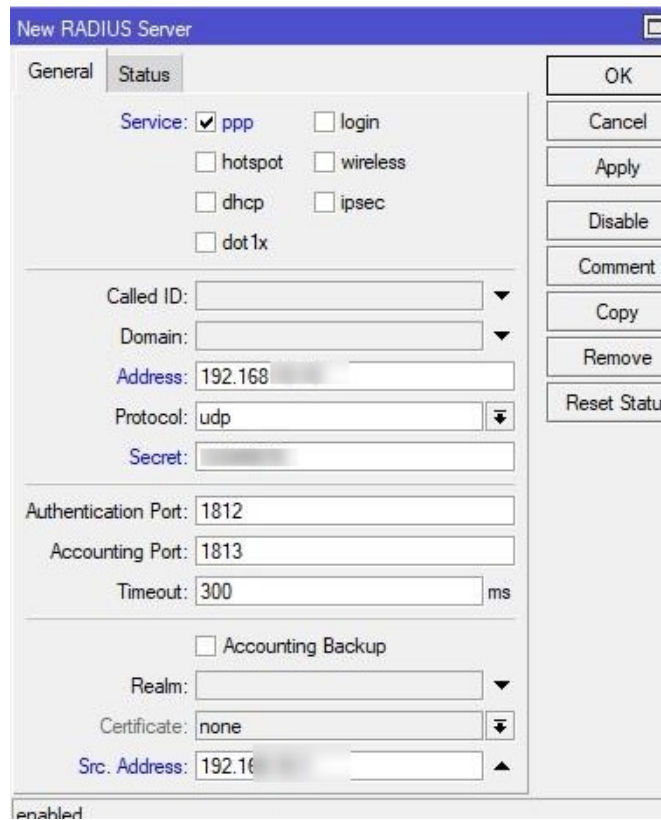 New RADIUS Server
General Status
Service: ppp login
hotspot wireless
dhcp ipsec
dot1x
Called ID:
Domain:
Address: 192.168
Protocol: udp
Secret:
Authentication Port: 1812
Accounting Port: 1813
Timeout: 300 ms
Accounting Backup
Realm:
Certificate: none
Src. Address: 192.16
enabled
OK
Cancel
Apply
Disable
Comment
Copy
Remove
Reset Statu